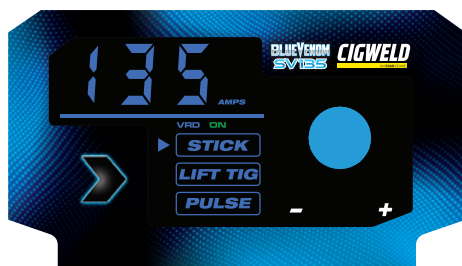 135
AMPS
BLUEVENOM
SV135
CIGWELD
VRD ON
STICK
LIFT TIG
PULSE
- +